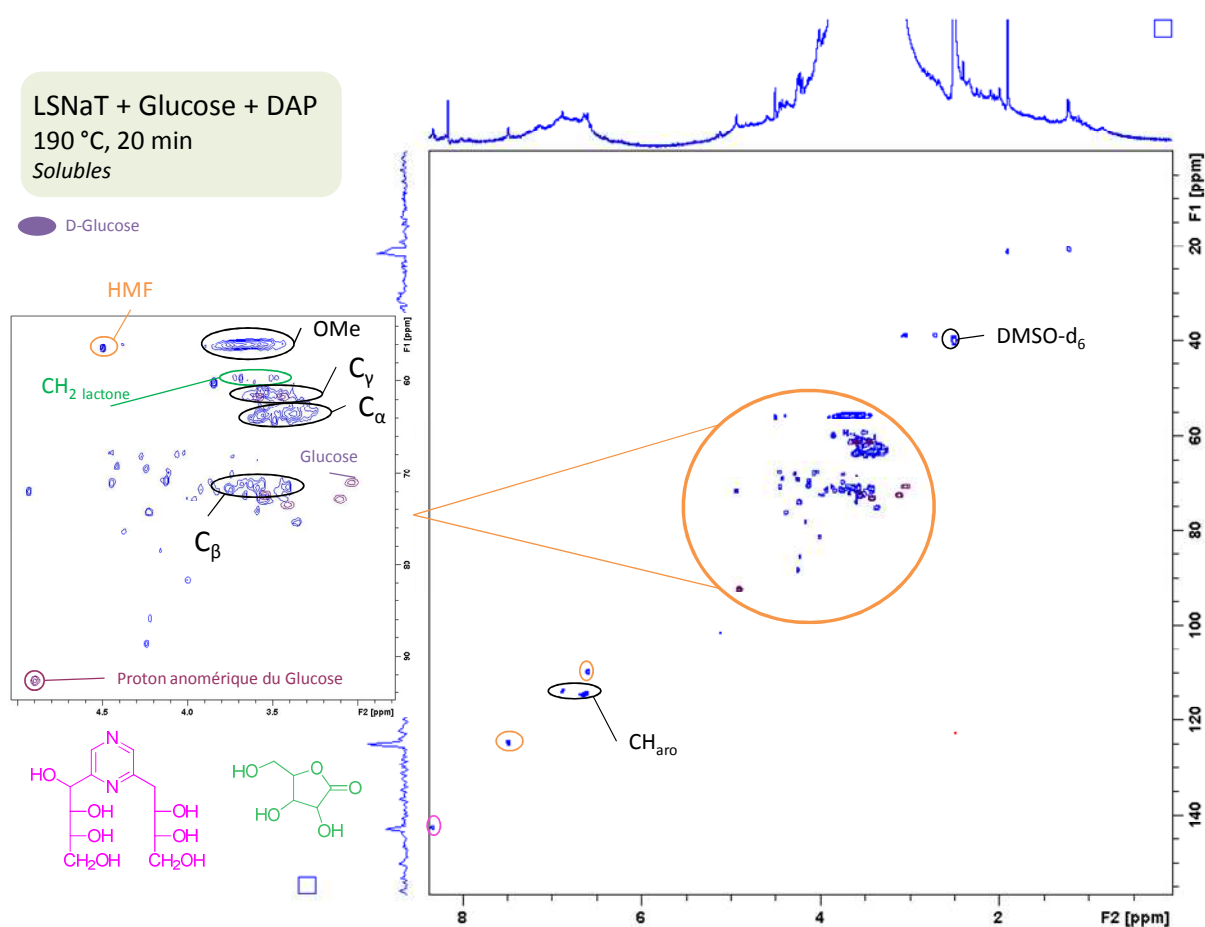 LSNaT + Glucose + DAP
190 °C, 20 min
Solubles
D-Glucose
HMF
OMe
CH2 lactone
Cγ
Cα
Glucose
Cβ
Proton anomérique du Glucose
F1 [ppm]
60
70
80
90
4.5 4.0 3.5 F2 [ppm]
DMSO-d6
CHaro
F1 [ppm]
20
40
60
80
100
120
140
8 6 4 2 F2 [ppm]
N
HO N
OH OH
OH OH
CH2OH CH2OH
HO O O
HO OH